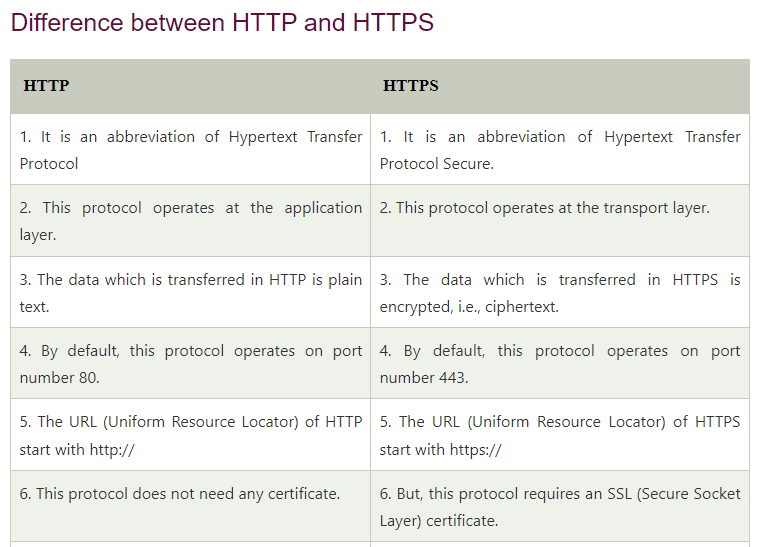 Difference between HTTP and HTTPS
HTTP
HTTPS
1. It is an abbreviation of Hypertext Transfer
Protocol
1. It is an abbreviation of Hypertext Transfer
Protocol Secure.
2. This protocol operates at the application
layer.
2. This protocol operates at the transport layer.
3. The data which is transferred in HTTP is plain
text.
3. The data which is transferred in HTTPS is
encrypted, i.e., ciphertext.
4. By default, this protocol operates on port
number 80.
4. By default, this protocol operates on port
number 443.
5. The URL (Uniform Resource Locator) of HTTP
start with http://
5. The URL (Uniform Resource Locator) of HTTPS
start with https://
6. This protocol does not need any certificate.
6. But, this protocol requires an SSL (Secure Socket
Layer) certificate.